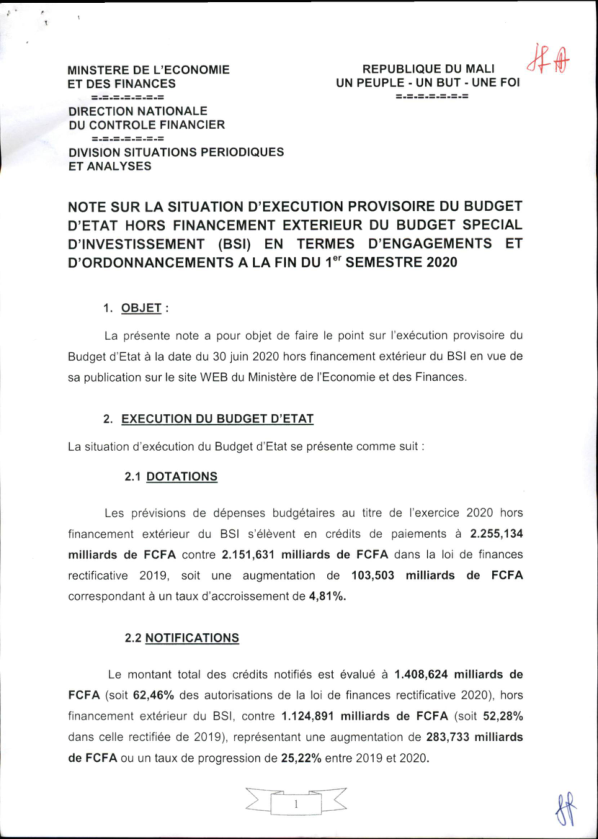 MINSTERE DE L'ECONOMIE
ET DES FINANCES
=-=-=-=-=-=-=
DIRECTION NATIONALE
DU CONTROLE FINANCIER
=-=-=-=-=-=-=
DIVISION SITUATIONS PERIODIQUES
ET ANALYSES
REPUBLIQUE DU MALI
UN PEUPLE - UN BUT - UNE FOI
=-=-=-=-=-=-=
NOTE SUR LA SITUATION D'EXECUTION PROVISOIRE DU BUDGET
D'ETAT HORS FINANCEMENT EXTERIEUR DU BUDGET SPECIAL
D'INVESTISSEMENT (BSI) EN TERMES D'ENGAGEMENTS ET
D'ORDONNANCEMENTS A LA FIN DU 1er SEMESTRE 2020
1. OBJET :
La présente note a pour objet de faire le point sur l'exécution provisoire du
Budget d'Etat à la date du 30 juin 2020 hors financement extérieur du BSI en vue de
sa publication sur le site WEB du Ministère de l'Economie et des Finances.
2. EXECUTION DU BUDGET D'ETAT
La situation d'exécution du Budget d'Etat se présente comme suit :
2.1 DOTATIONS
Les prévisions de dépenses budgétaires au titre de l'exercice 2020 hors
financement extérieur du BSI s'élèvent en crédits de paiements à 2.255,134
milliards de FCFA contre 2.151,631 milliards de FCFA dans la loi de finances
rectificative 2019, soit une augmentation de 103,503 milliards de FCFA
correspondant à un taux d'accroissement de 4,81%.
2.2 NOTIFICATIONS
Le montant total des crédits notifiés est évalué à 1.408,624 milliards de
FCFA (soit 62,46% des autorisations de la loi de finances rectificative 2020), hors
financement extérieur du BSI, contre 1.124,891 milliards de FCFA (soit 52,28%
dans celle rectifiée de 2019), représentant une augmentation de 283,733 milliards
de FCFA ou un taux de progression de 25,22% entre 2019 et 2020.
1